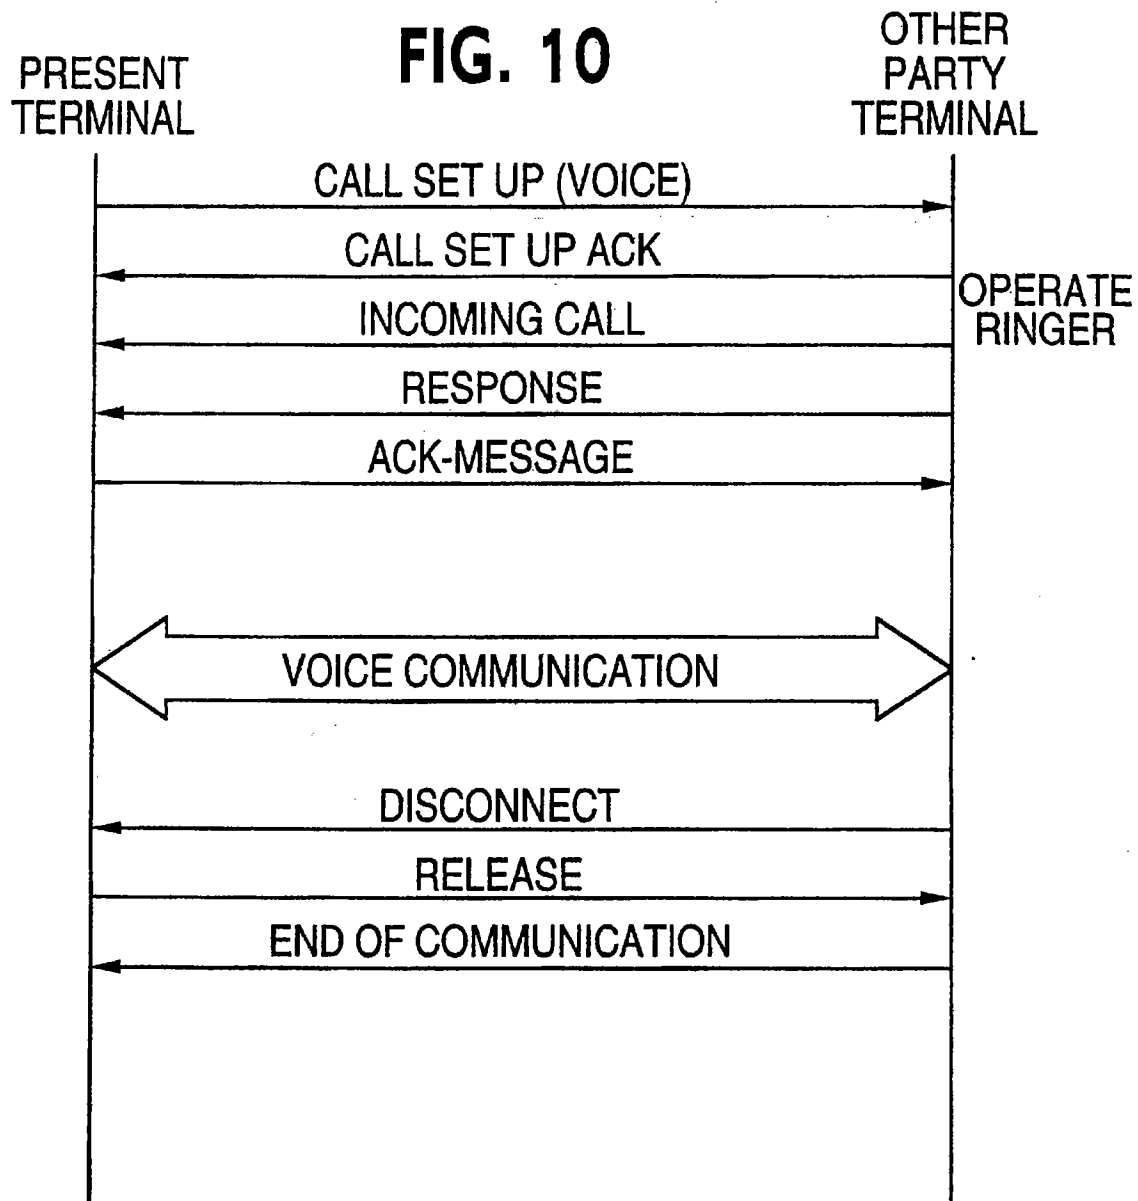 FIG. 10
PRESENT
TERMINAL
OTHER
PARTY
TERMINAL
CALL SET UP (VOICE)
CALL SET UP ACK
OPERATE
RINGER
INCOMING CALL
RESPONSE
ACK-MESSAGE
VOICE COMMUNICATION
DISCONNECT
RELEASE
END OF COMMUNICATION